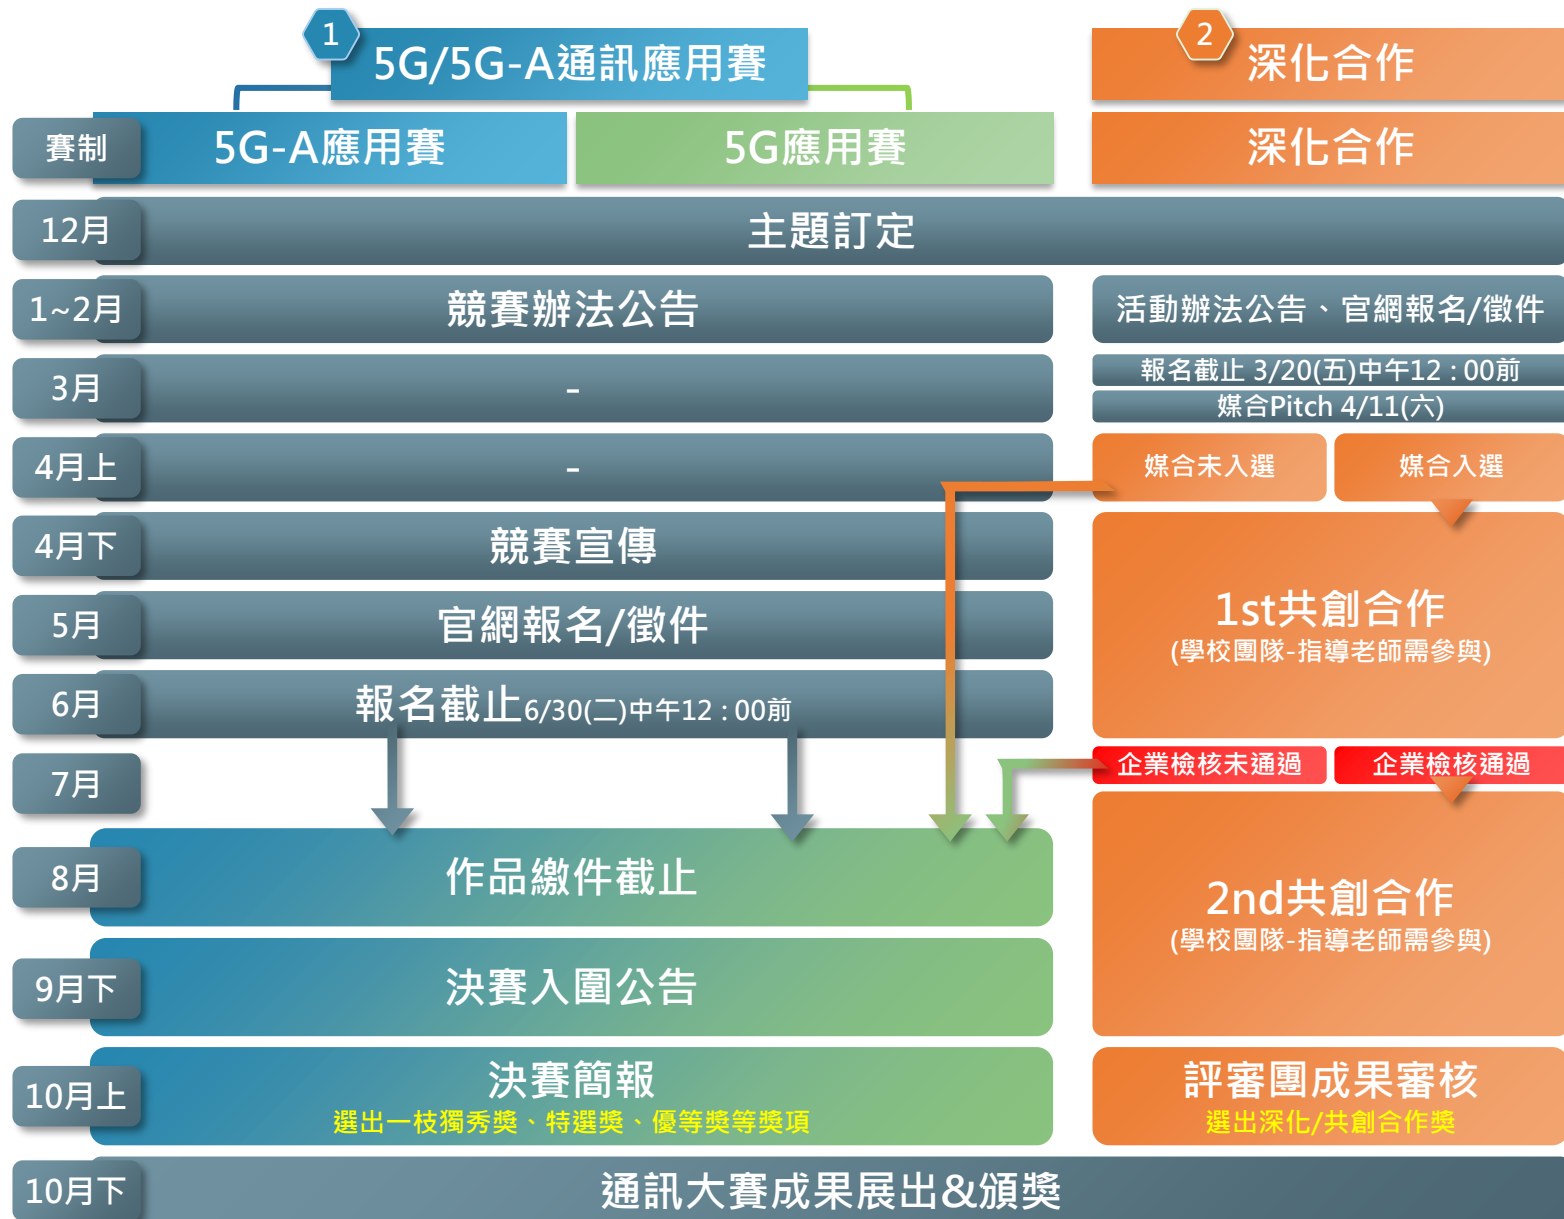 1
5G/5G-A通訊應用賽
2
深化合作
賽制
5G-A應用賽
5G應用賽
深化合作
12月
主題訂定
1~2月
競賽辦法公告
活動辦法公告、官網報名/徵件
3月
-
報名截止 3/20(五)中午12 : 00前
媒合Pitch 4/11(六)
4月上
-
媒合未入選
媒合入選
4月下
競賽宣傳
1st共創合作
(學校團隊-指導老師需參與)
5月
官網報名/徵件
6月
報名截止6/30(二)中午12 : 00前
7月
企業檢核未通過
企業檢核通過
8月
作品繳件截止
2nd共創合作
(學校團隊-指導老師需參與)
9月下
決賽入圍公告
10月上
決賽簡報
選出一枝獨秀獎、特選獎、優等獎等獎項
評審團成果審核
選出深化/共創合作獎
10月下
通訊大賽成果展出&頒獎